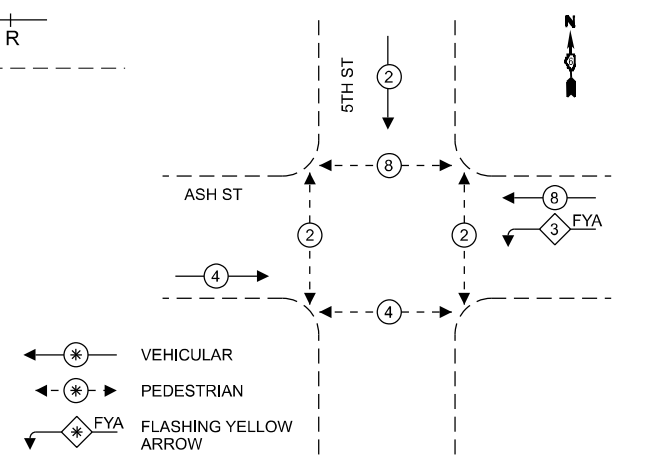 R
5TH ST
2
N
6
8
ASH ST
8
3 FYA
2
2
4
4
* VEHICULAR
* PEDESTRIAN
* FYA FLASHING YELLOW
ARROW